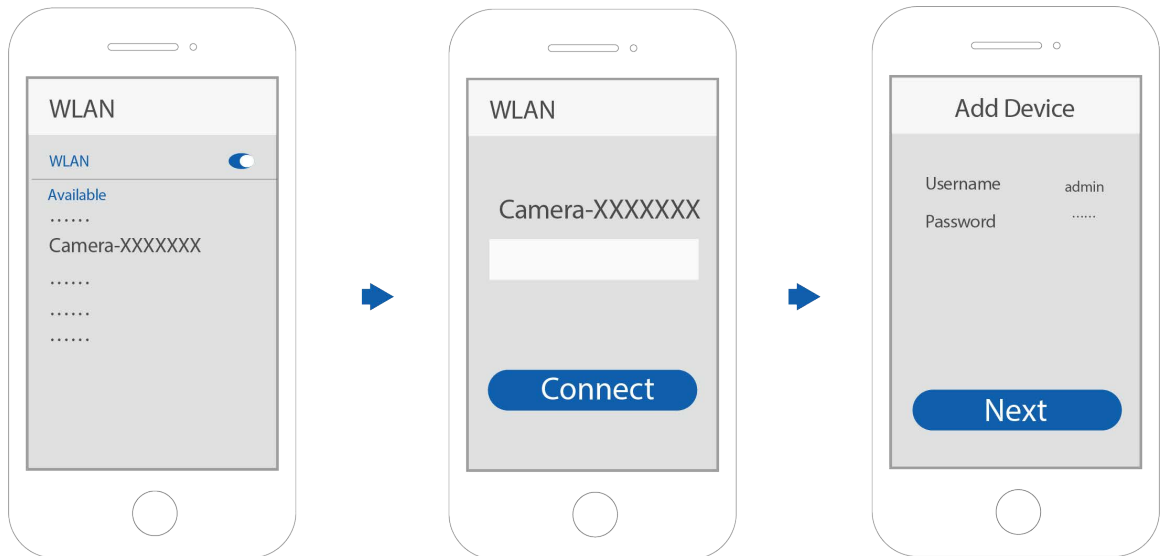 WLAN
WLAN
Available
......
Camera-XXXXXXX
......
......
......
WLAN
Camera-XXXXXXX
Connect
Add Device
Username admin
Password ......
Next